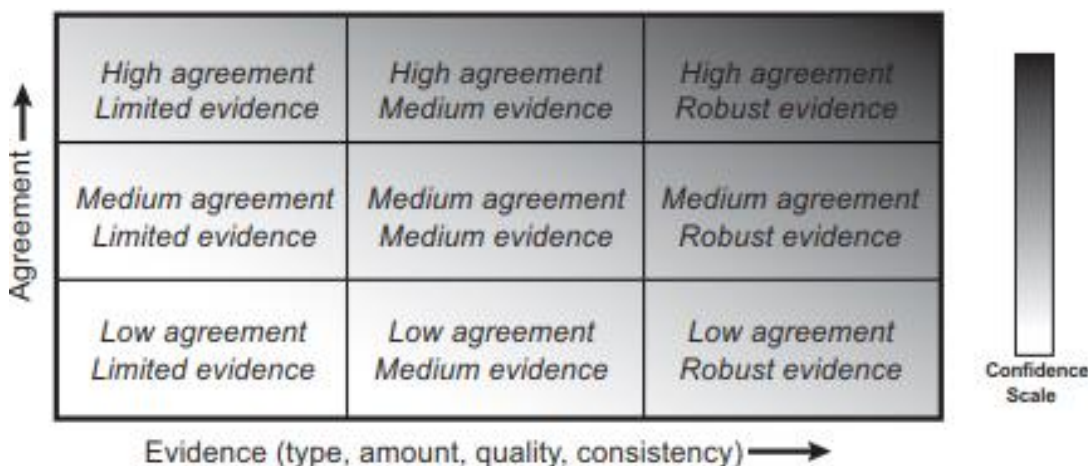 High agreement
Limited evidence
High agreement
Medium evidence
High agreement
Robust evidence
Medium agreement
Limited evidence
Medium agreement
Medium evidence
Medium agreement
Robust evidence
Low agreement
Limited evidence
Low agreement
Medium evidence
Low agreement
Robust evidence
Agreement
Evidence (type, amount, quality, consistency)
Confidence
Scale